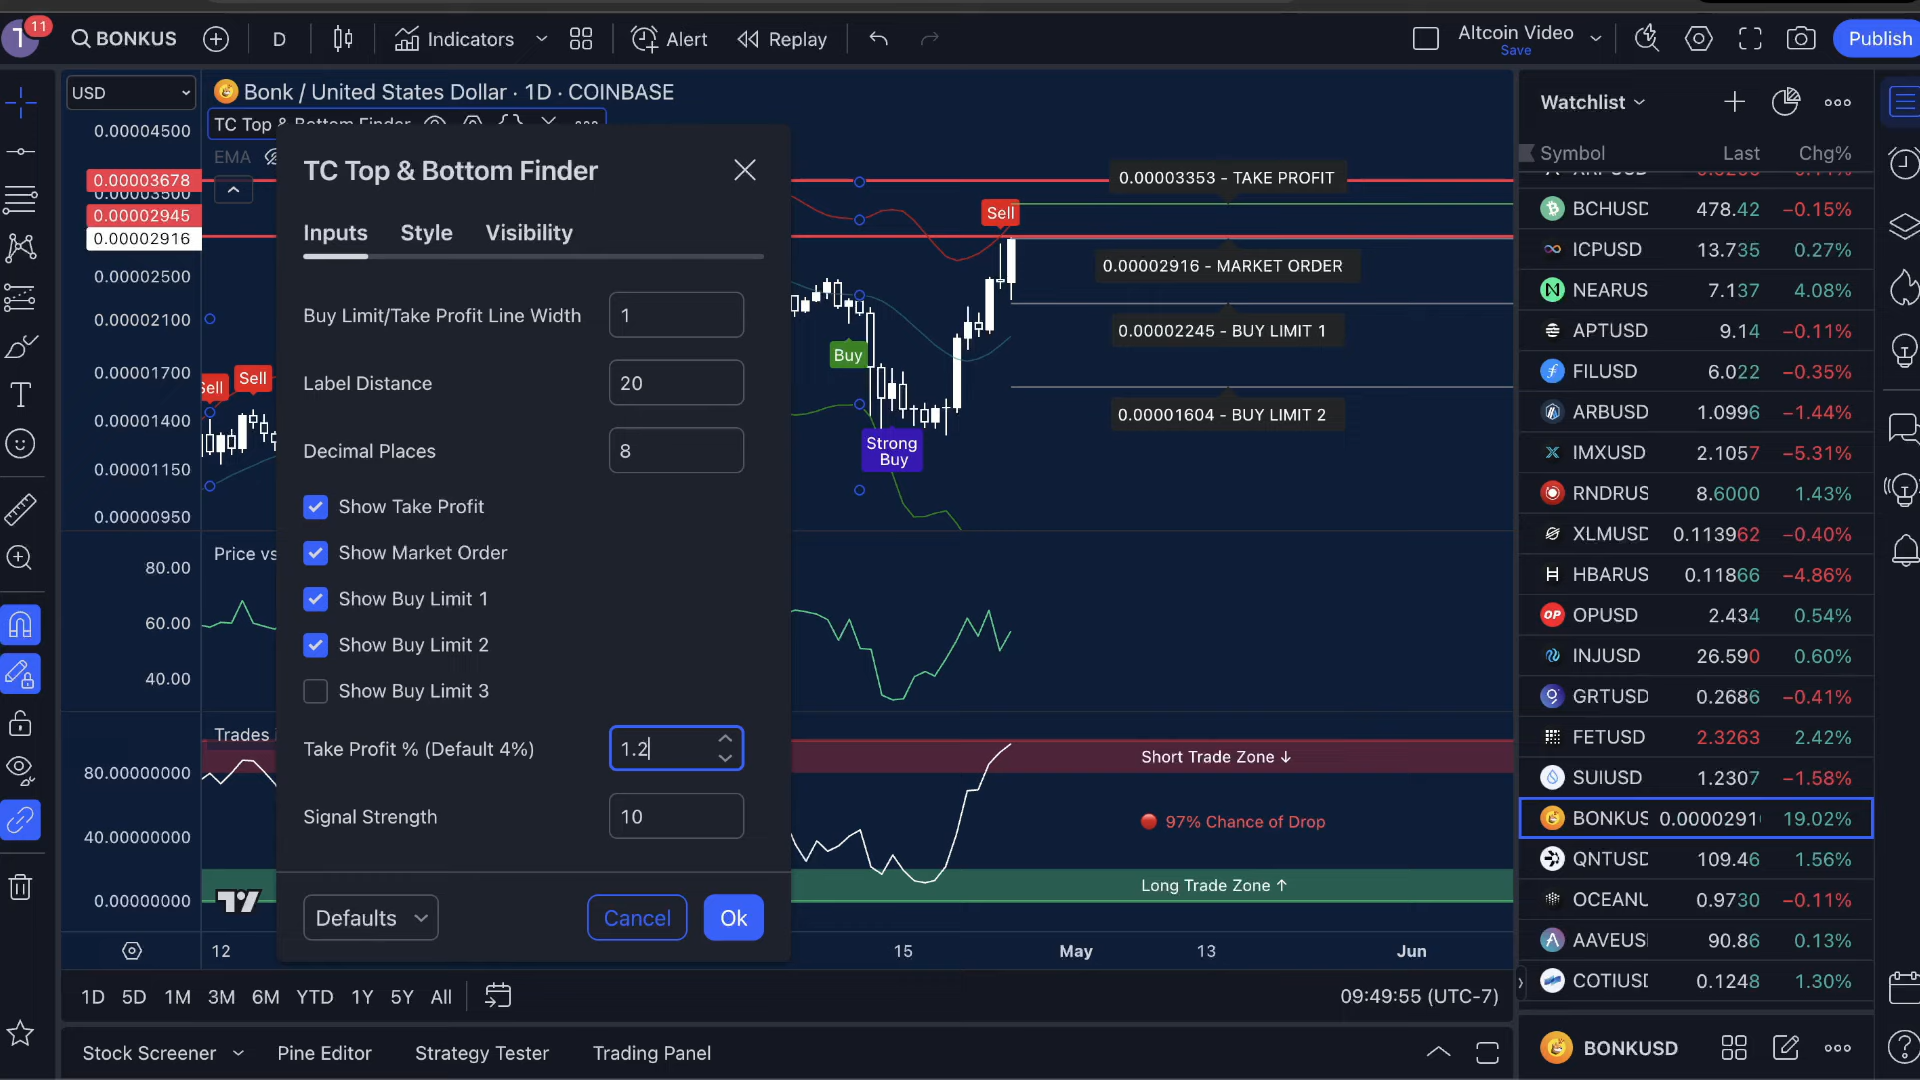 T 11 BONKUS D Indicators Alert Replay Altcoin Video Save Publish
USD
Bonk / United States Dollar · 1D · COINBASE
TC Top & Bottom Finder
EMA
0.00004500
0.00003678
0.00003500
0.00002945
0.00002916
0.00002500
0.00002100
0.00001700
0.00001400
0.00001150
0.00000950
80.00
60.00
40.00
80.00000000
40.00000000
0.00000000
Sell
Sell
Price vs
Trades
12
TC Top & Bottom Finder
Inputs Style Visibility
Buy Limit/Take Profit Line Width 1
Label Distance 20
Decimal Places 8
Show Take Profit
Show Market Order
Show Buy Limit 1
Show Buy Limit 2
Show Buy Limit 3
Take Profit % (Default 4%) 1.2
Signal Strength 10
Defaults Cancel Ok
Sell
0.00003353 - TAKE PROFIT
0.00002916 - MARKET ORDER
0.00002245 - BUY LIMIT 1
Buy
0.00001604 - BUY LIMIT 2
Strong
Buy
Short Trade Zone ↓
97% Chance of Drop
Long Trade Zone ↑
15 May 13 Jun
1D 5D 1M 3M 6M YTD 1Y 5Y All
09:49:55 (UTC-7)
Stock Screener Pine Editor Strategy Tester Trading Panel
Watchlist
Symbol Last Chg%
BCHUSD 478.42 −0.15%
ICPUSD 13.735 0.27%
NEARUS 7.137 4.08%
APTUSD 9.14 −0.11%
FILUSD 6.022 −0.35%
ARBUSD 1.0996 −1.44%
IMXUSD 2.1057 −5.31%
RNDRUS 8.6000 1.43%
XLMUSD 0.113962 −0.40%
HBARUS 0.11866 −4.86%
OPUSD 2.434 0.54%
INJUSD 26.590 0.60%
GRTUSD 0.2686 −0.41%
FETUSD 2.3263 2.42%
SUIUSD 1.2307 −1.58%
BONKUS 0.0000291 19.02%
QNTUSD 109.46 1.56%
OCEANU 0.9730 −0.11%
AAVEUS 90.86 0.13%
COTIUSD 0.1248 1.30%
BONKUSD